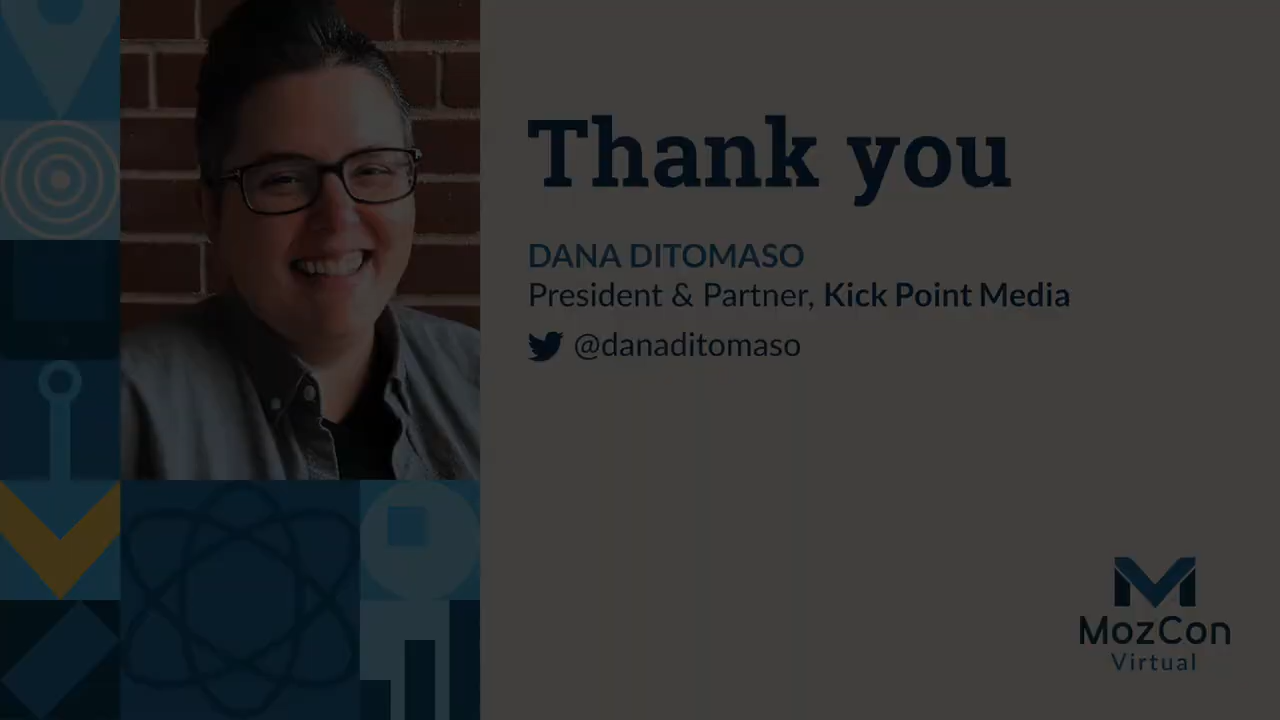 Thank you
DANA DITOMASO
President & Partner, Kick Point Media
@danaditomaso
MozCon
Virtual